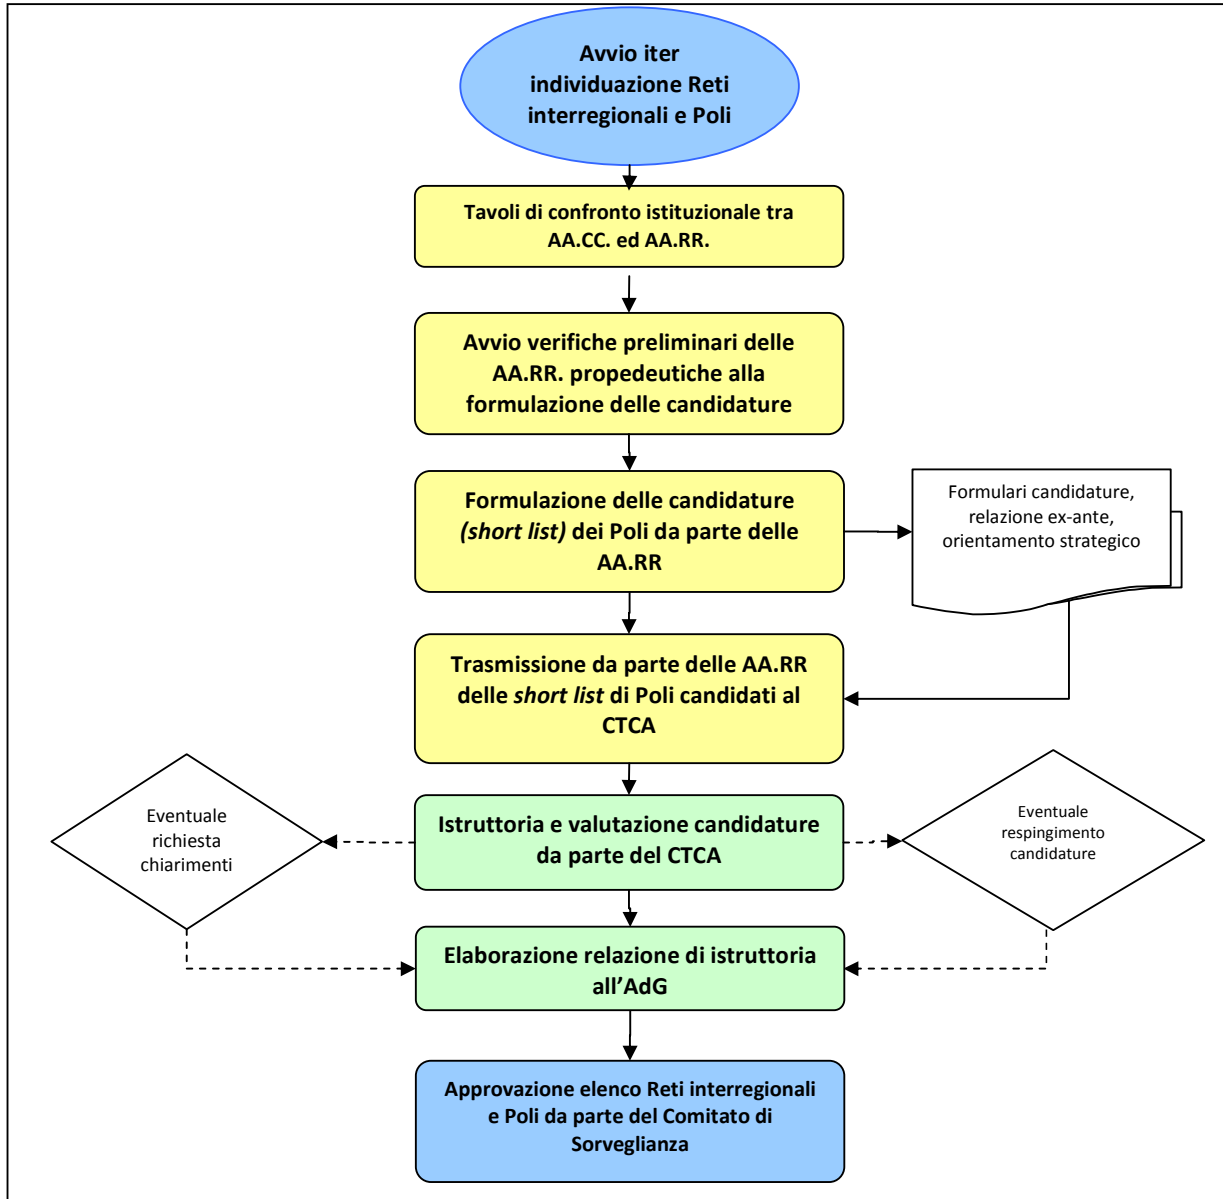 Avvio iter
individuazione Reti
interregionali e Poli
Tavoli di confronto istituzionale tra
AA.CC. ed AA.RR.
Avvio verifiche preliminari delle
AA.RR. propedeutiche alla
formulazione delle candidature
Formulazione delle candidature
(short list) dei Poli da parte delle
AA.RR
Formulari candidature,
relazione ex-ante,
orientamento strategico
Trasmissione da parte delle AA.RR
delle short list di Poli candidati al
CTCA
Eventuale
richiesta
chiarimenti
Istruttoria e valutazione candidature
da parte del CTCA
Eventuale
respingimento
candidature
Elaborazione relazione di istruttoria
all’AdG
Approvazione elenco Reti interregionali
e Poli da parte del Comitato di
Sorveglianza